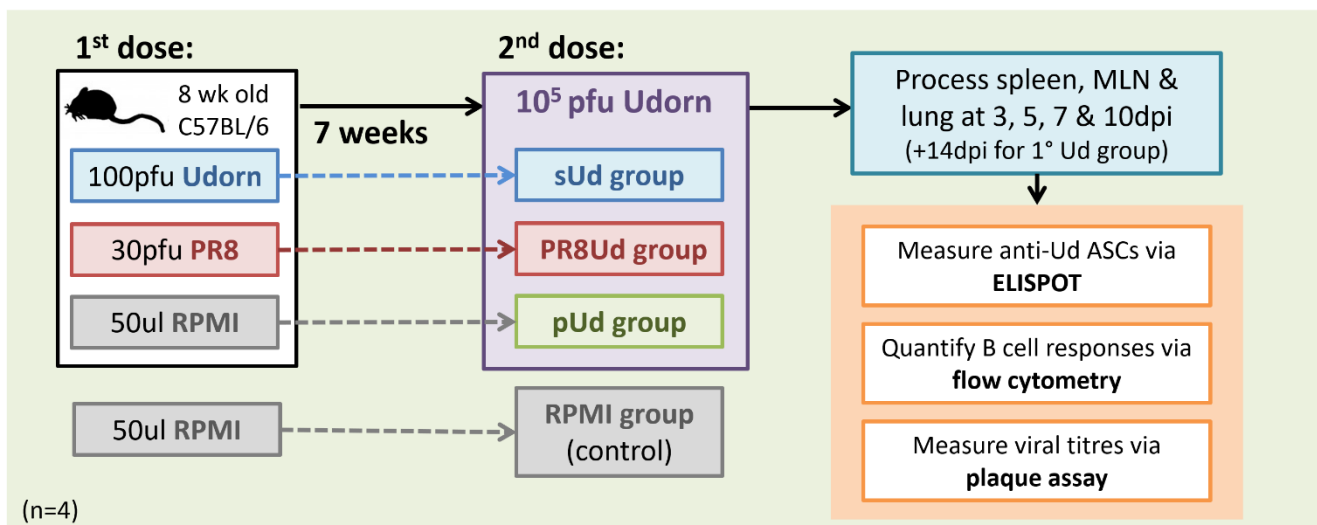 1st dose:
8 wk old
C57BL/6
100pfu Udorn
30pfu PR8
50ul RPMI
50ul RPMI
7 weeks
2nd dose:
10⁵ pfu Udorn
sUd group
PR8Ud group
pUd group
RPMI group
(control)
Process spleen, MLN &
lung at 3, 5, 7 & 10dpi
(+14dpi for 1° Ud group)
Measure anti-Ud ASCs via
ELISPOT
Quantify B cell responses via
flow cytometry
Measure viral titres via
plaque assay
(n=4)